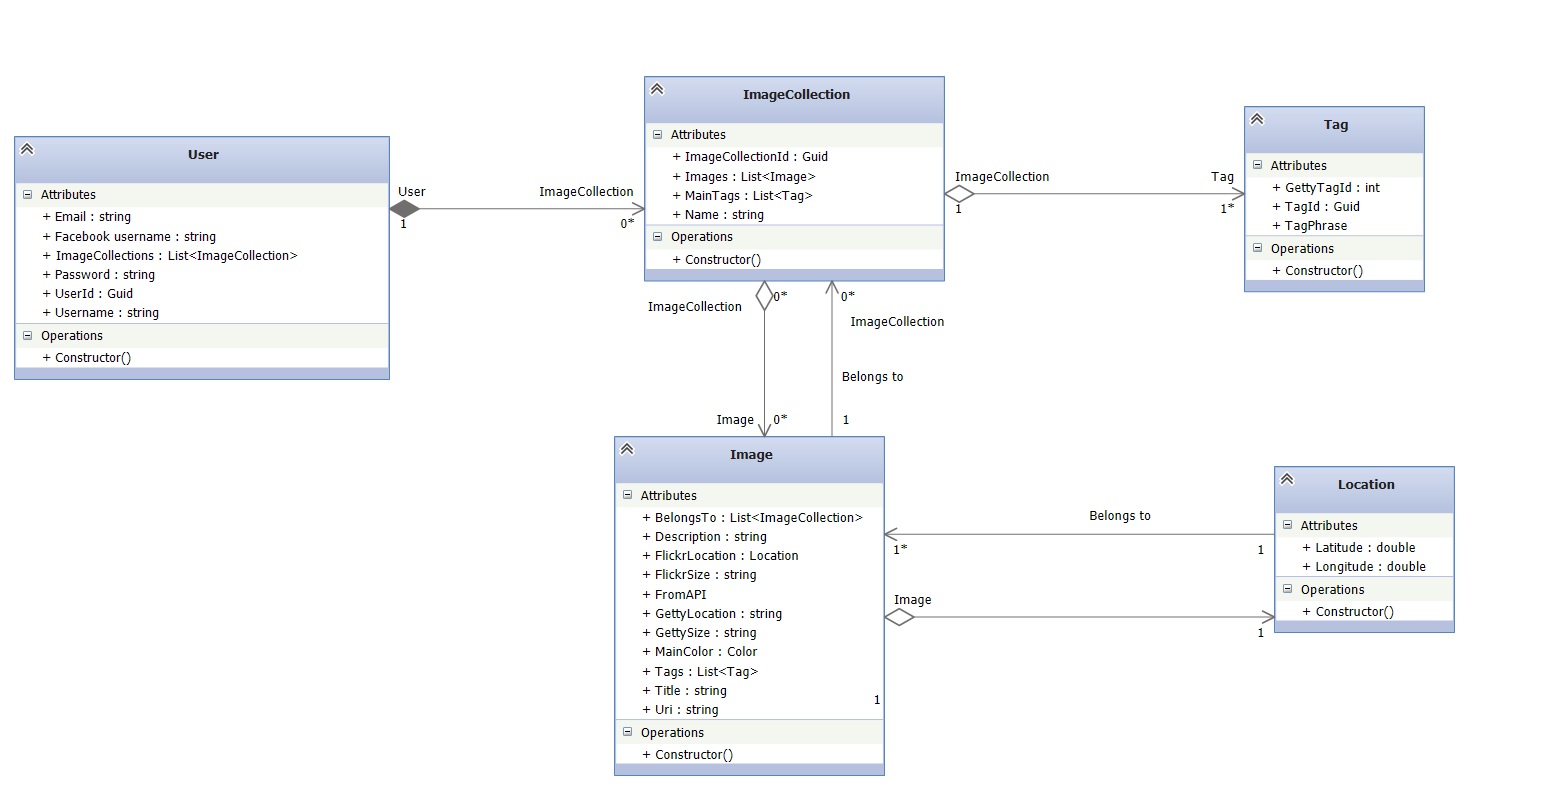 User
Attributes
+ Email : string
+ Facebook username : string
+ ImageCollections : List<ImageCollection>
+ Password : string
+ UserId : Guid
+ Username : string
Operations
+ Constructor()
User
1
ImageCollection
0*
ImageCollection
Attributes
+ ImageCollectionId : Guid
+ Images : List<Image>
+ MainTags : List<Tag>
+ Name : string
Operations
+ Constructor()
ImageCollection
1
Tag
1*
Tag
Attributes
+ GettyTagId : int
+ TagId : Guid
+ TagPhrase
Operations
+ Constructor()
0*
ImageCollection
0*
ImageCollection
Belongs to
Image
0*
1
Image
Attributes
+ BelongsTo : List<ImageCollection>
+ Description : string
+ FlickrLocation : Location
+ FlickrSize : string
+ FromAPI
+ GettyLocation : string
+ GettySize : string
+ MainColor : Color
+ Tags : List<Tag>
+ Title : string
+ Uri : string
1
Operations
+ Constructor()
Belongs to
1*
1
Image
1
Location
Attributes
+ Latitude : double
+ Longitude : double
Operations
+ Constructor()